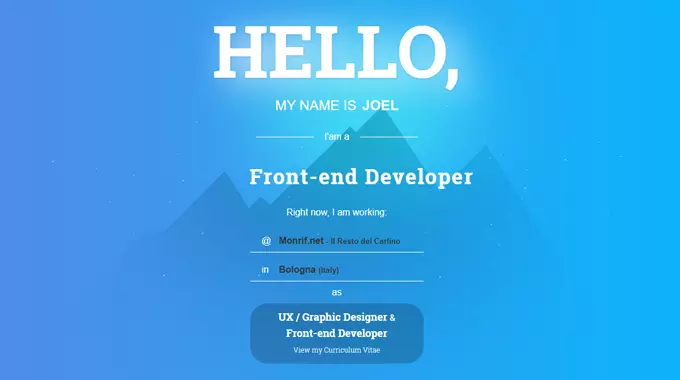 HELLO,
MY NAME IS JOEL
I'am a
Front-end Developer
Right now, I am working:
@ Monrif.net - Il Resto del Carlino
in Bologna (Italy)
as
UX / Graphic Designer &
Front-end Developer
View my Curriculum Vitae